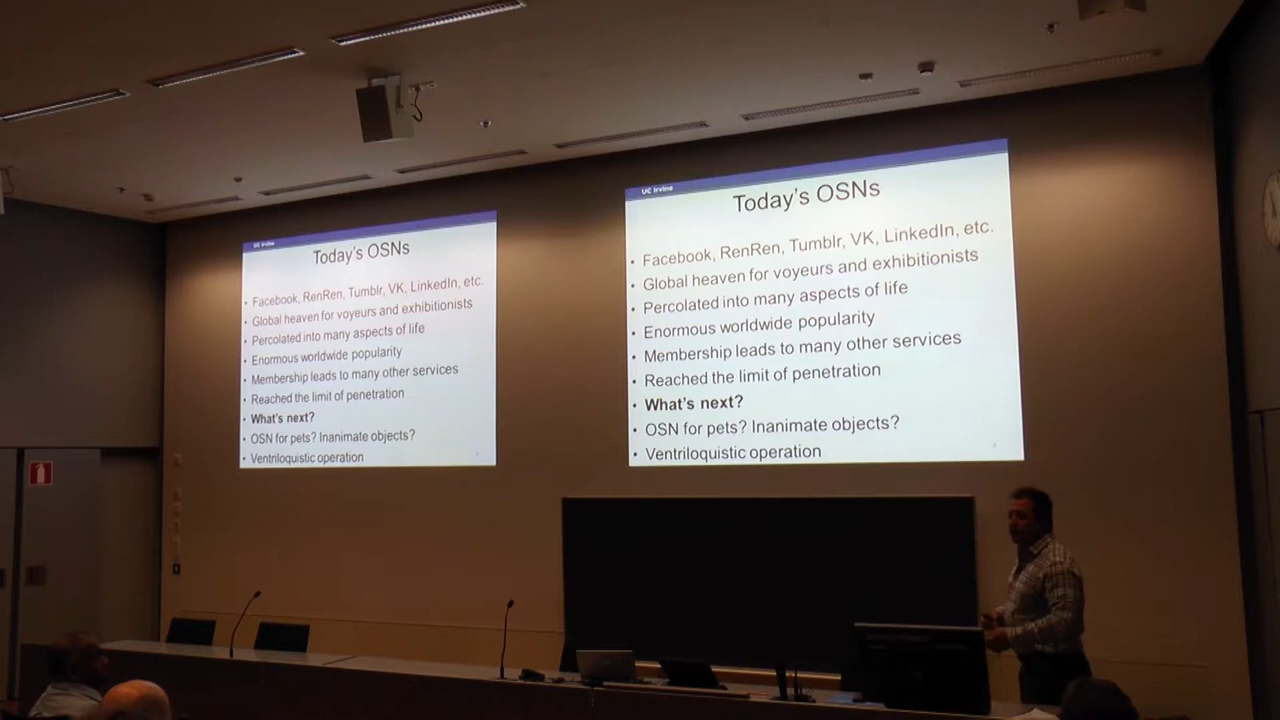 UC Irvine
Today's OSNs
• Facebook, RenRen, Tumblr, VK, LinkedIn, etc.
• Global heaven for voyeurs and exhibitionists
• Percolated into many aspects of life
• Enormous worldwide popularity
• Membership leads to many other services
• Reached the limit of penetration
• What's next?
• OSN for pets? Inanimate objects?
• Ventriloquistic operation
UC Irvine
Today's OSNs
• Facebook, RenRen, Tumblr, VK, LinkedIn, etc.
• Global heaven for voyeurs and exhibitionists
• Percolated into many aspects of life
• Enormous worldwide popularity
• Membership leads to many other services
• Reached the limit of penetration
• What's next?
• OSN for pets? Inanimate objects?
• Ventriloquistic operation